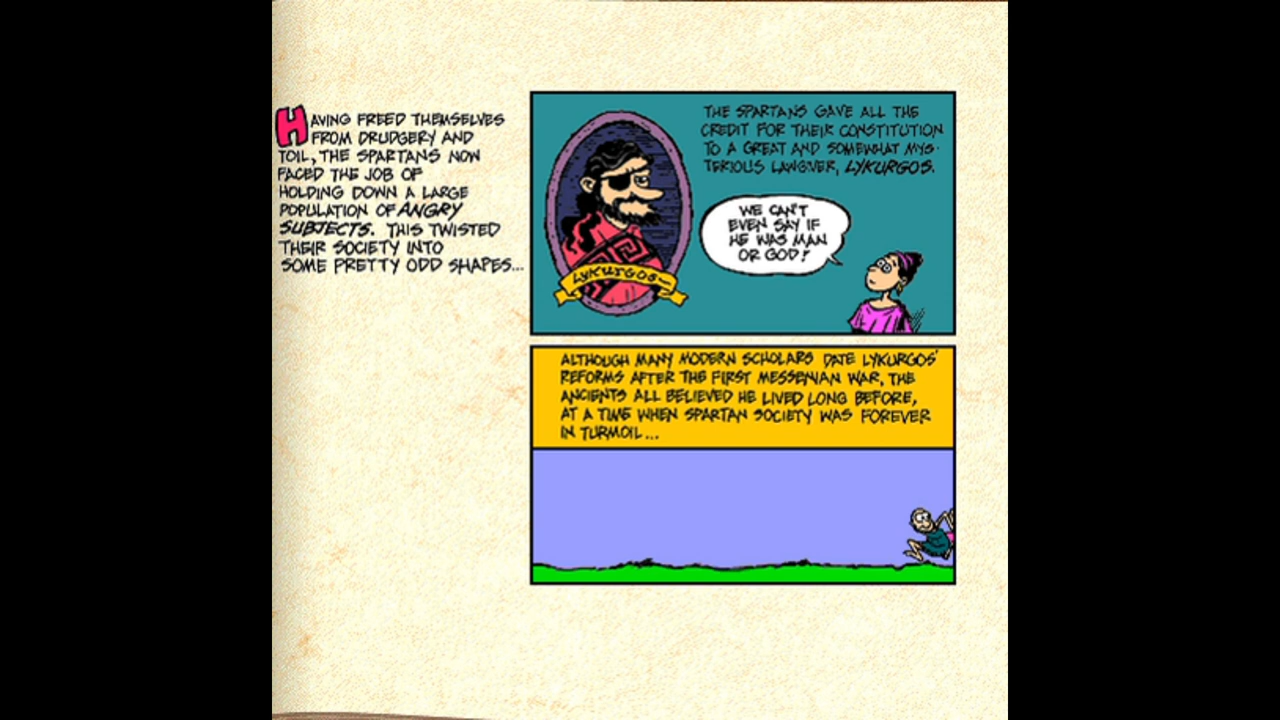 HAVING FREED THEMSELVES
FROM DRUDGERY AND
TOIL, THE SPARTANS NOW
FACED THE JOB OF
HOLDING DOWN A LARGE
POPULATION OF ANGRY
SUBJECTS. THIS TWISTED
THEIR SOCIETY INTO
SOME PRETTY ODD SHAPES...
THE SPARTANS GAVE ALL THE
CREDIT FOR THEIR CONSTITUTION
TO A GREAT AND SOMEWHAT MYS-
TERIOUS LAWGIVER, LYKURGOS.
LYKURGOS
WE CAN'T
EVEN SAY IF
HE WAS MAN
OR GOD!
ALTHOUGH MANY MODERN SCHOLARS DATE LYKURGOS'
REFORMS AFTER THE FIRST MESSENIAN WAR, THE
ANCIENTS ALL BELIEVED HE LIVED LONG BEFORE,
AT A TIME WHEN SPARTAN SOCIETY WAS FOREVER
IN TURMOIL...